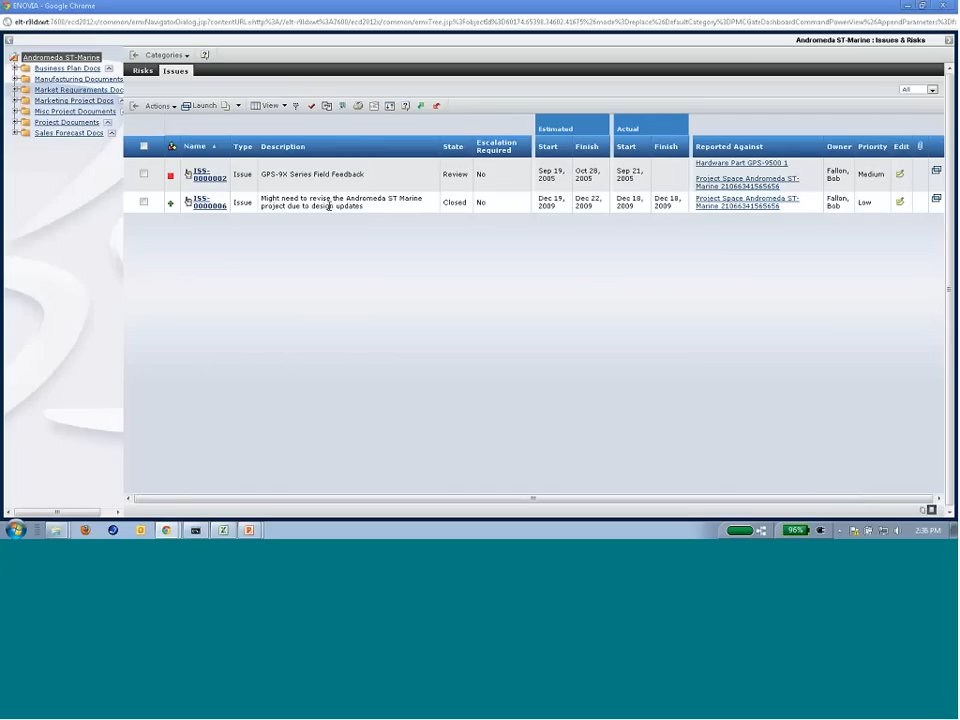 ENOVIA - Google Chrome
Andromeda ST-Marine : Issues & Risks
Andromeda ST-Marine
Business Plan Docs
Manufacturing Documents
Market Requirements Doc
Marketing Project Docs
Misc Project Documents
Project Documents
Sales Forecast Docs
Categories
Risks Issues
All
Actions Launch View
Estimated Actual
Name Type Description State Escalation Required Start Finish Start Finish Reported Against Owner Priority Edit
ISS-
0000002
Issue
GPS-9X Series Field Feedback
Review
No
Sep 19,
2005
Oct 28,
2005
Sep 21,
2005
Hardware Part GPS-9500 1
Project Space Andromeda ST-
Marine 21066341565656
Fallon,
Bob
Medium
ISS-
0000006
Issue
Might need to revise the Andromeda ST Marine
project due to design updates
Closed
No
Dec 19,
2009
Dec 22,
2009
Dec 18,
2009
Dec 18,
2009
Project Space Andromeda ST-
Marine 21066341565656
Fallon,
Bob
Low
96%
2:35 PM